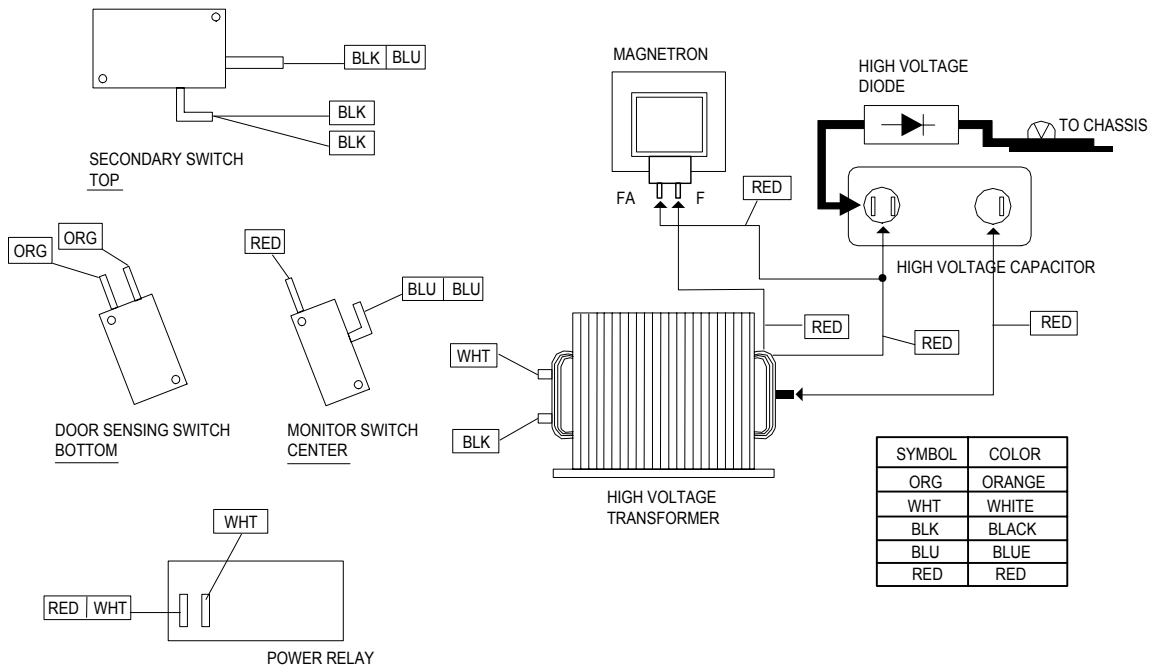 BLK BLU
BLK
BLK
SECONDARY SWITCH
TOP
MAGNETRON
FA
F
RED
HIGH VOLTAGE
DIODE
TO CHASSIS
HIGH VOLTAGE CAPACITOR
ORG
ORG
DOOR SENSING SWITCH
BOTTOM
RED
BLU BLU
MONITOR SWITCH
CENTER
WHT
BLK
RED
RED
RED
HIGH VOLTAGE
TRANSFORMER
SYMBOL COLOR
ORG ORANGE
WHT WHITE
BLK BLACK
BLU BLUE
RED RED
WHT
RED WHT
POWER RELAY